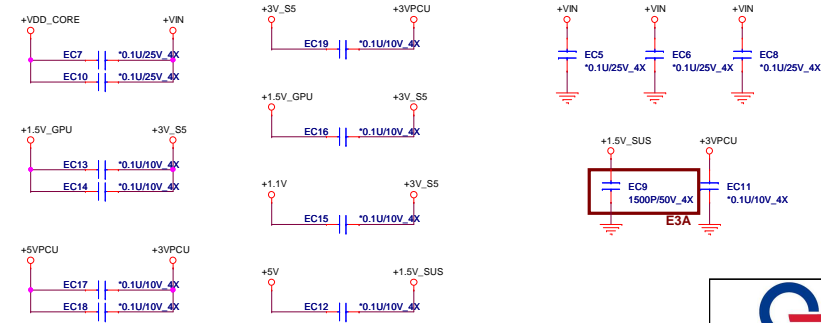 +VDD_CORE +VIN
EC7 *0.1U/25V_4X
EC10 *0.1U/25V_4X
+3V_S5 +3VPCU
EC19 *0.1U/10V_4X
+VIN +VIN +VIN
EC5 EC6 EC8
*0.1U/25V_4X *0.1U/25V_4X *0.1U/25V_4X
+1.5V_GPU +3V_S5
EC13 *0.1U/10V_4X
EC14 *0.1U/10V_4X
+1.5V_GPU +3V_S5
EC16 *0.1U/10V_4X
+1.5V_SUS +3VPCU
EC9 EC11
1500P/50V_4X *0.1U/10V_4X
E3A
+1.1V +3V_S5
EC15 *0.1U/10V_4X
+5VPCU +3VPCU
EC17 *0.1U/10V_4X
EC18 *0.1U/10V_4X
+5V +1.5V_SUS
EC12 *0.1U/10V_4X